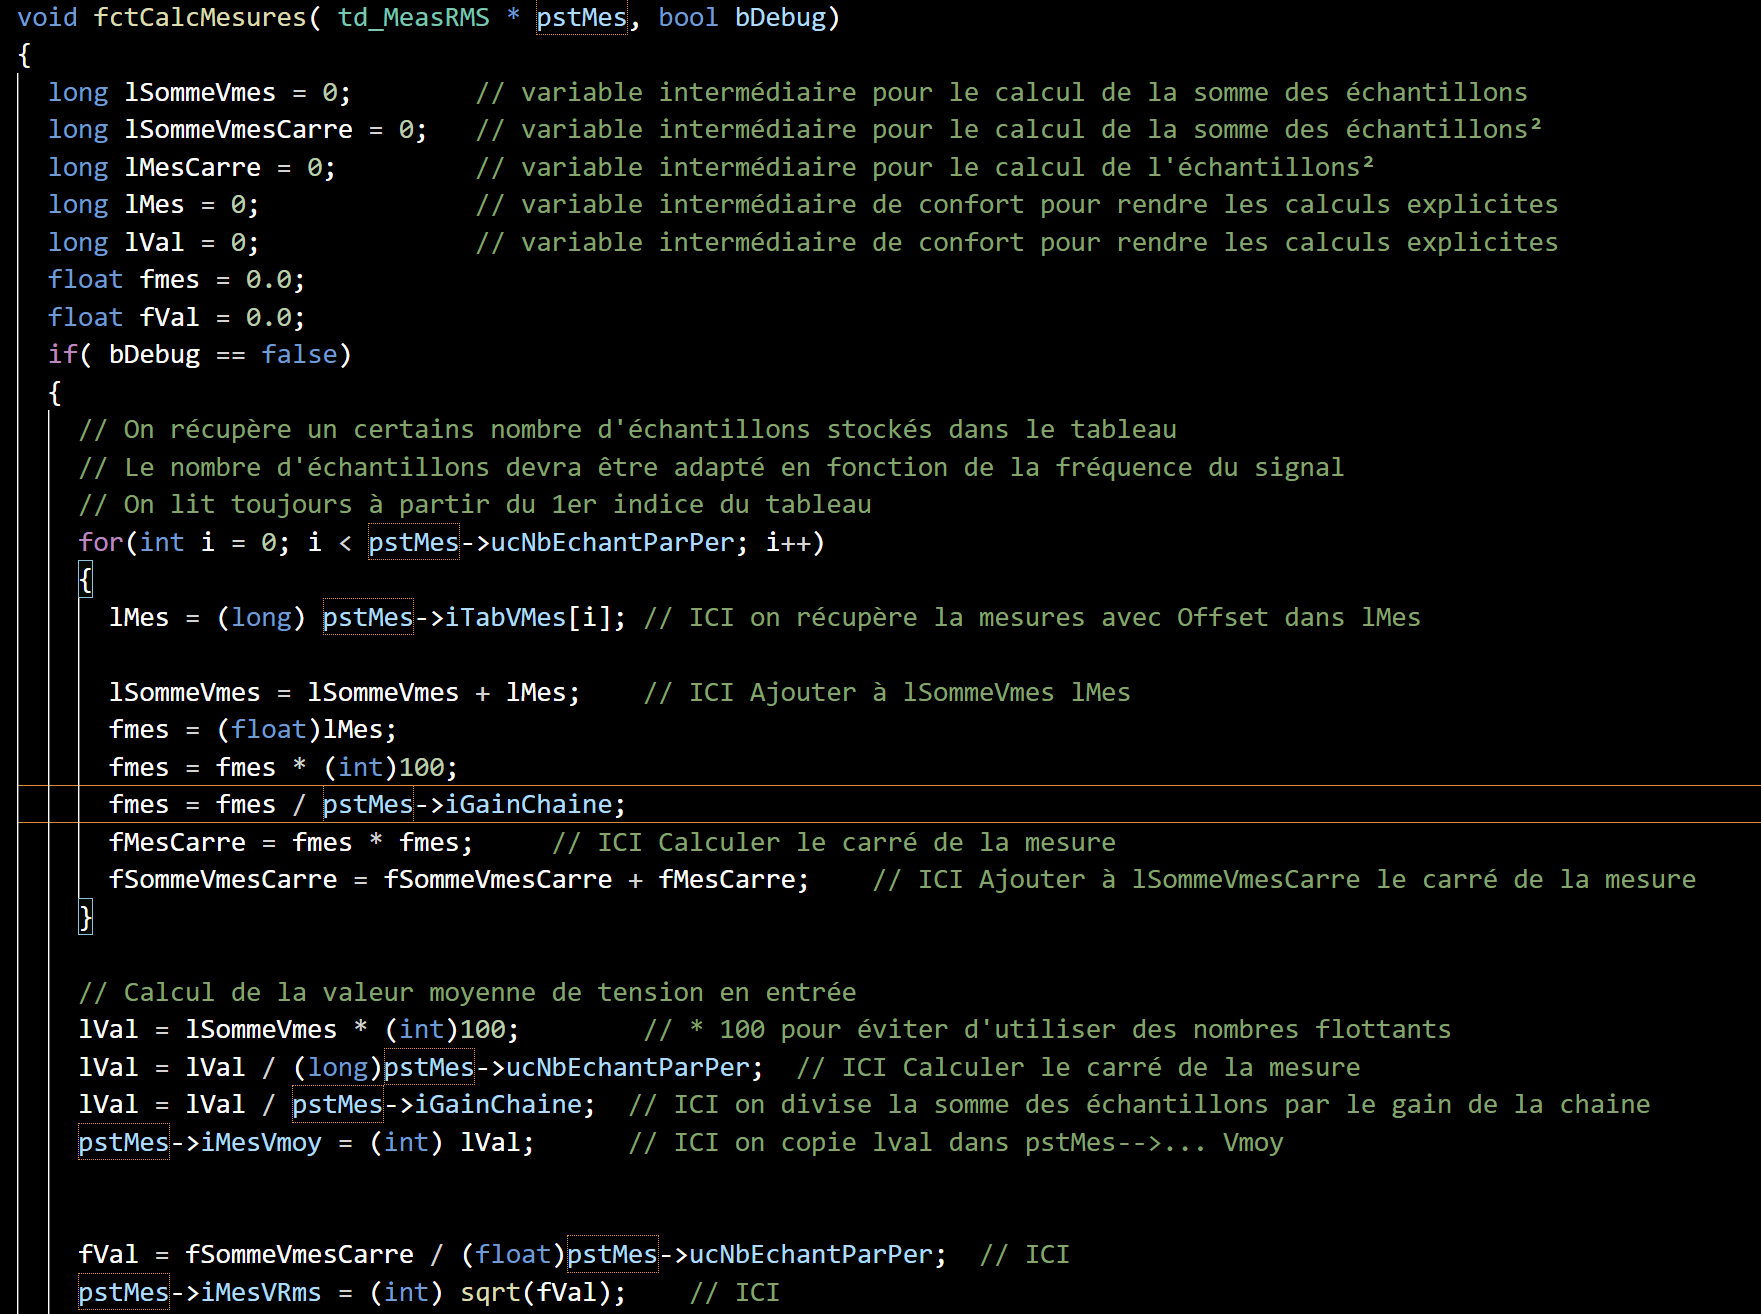 void fctCalcMesures( td_MeasRMS * pstMes, bool bDebug)
{
long lSommeVmes = 0;        // variable intermédiaire pour le calcul de la somme des échantillons
long lSommeVmesCarre = 0;   // variable intermédiaire pour le calcul de la somme des échantillons²
long lMesCarre = 0;         // variable intermédiaire pour le calcul de l'échantillons²
long lMes = 0;              // variable intermédiaire de confort pour rendre les calculs explicites
long lVal = 0;              // variable intermédiaire de confort pour rendre les calculs explicites
float fmes = 0.0;
float fVal = 0.0;
if( bDebug == false)
{
// On récupère un certains nombre d'échantillons stockés dans le tableau
// Le nombre d'échantillons devra être adapté en fonction de la fréquence du signal
// On lit toujours à partir du 1er indice du tableau
for(int i = 0; i < pstMes->ucNbEchantParPer; i++)
{
lMes = (long) pstMes->iTabVMes[i]; // ICI on récupère la mesures avec Offset dans lMes
lSommeVmes = lSommeVmes + lMes;    // ICI Ajouter à lSommeVmes lMes
fmes = (float)lMes;
fmes = fmes * (int)100;
fmes = fmes / pstMes->iGainChaine;
fMesCarre = fmes * fmes;     // ICI Calculer le carré de la mesure
fSommeVmesCarre = fSommeVmesCarre + fMesCarre;    // ICI Ajouter à lSommeVmesCarre le carré de la mesure
}
// Calcul de la valeur moyenne de tension en entrée
lVal = lSommeVmes * (int)100;        // * 100 pour éviter d'utiliser des nombres flottants
lVal = lVal / (long)pstMes->ucNbEchantParPer;  // ICI Calculer le carré de la mesure
lVal = lVal / pstMes->iGainChaine;  // ICI on divise la somme des échantillons par le gain de la chaine
pstMes->iMesVmoy = (int) lVal;      // ICI on copie lval dans pstMes-->... Vmoy
fVal = fSommeVmesCarre / (float)pstMes->ucNbEchantParPer;  // ICI
pstMes->iMesVRms = (int) sqrt(fVal);    // ICI